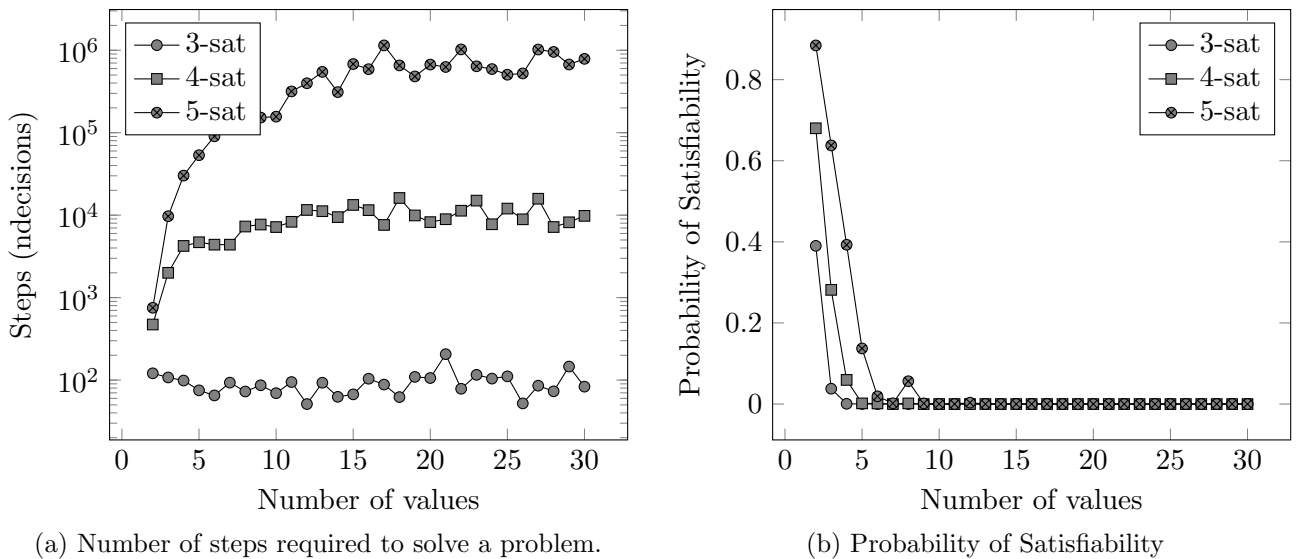 3-sat
4-sat
5-sat
10^6
10^5
10^4
10^3
10^2
Steps (ndecisions)
0 5 10 15 20 25 30
Number of values
(a) Number of steps required to solve a problem.
3-sat
4-sat
5-sat
0.8
0.6
0.4
0.2
0
Probability of Satisfiability
0 5 10 15 20 25 30
Number of values
(b) Probability of Satisfiability